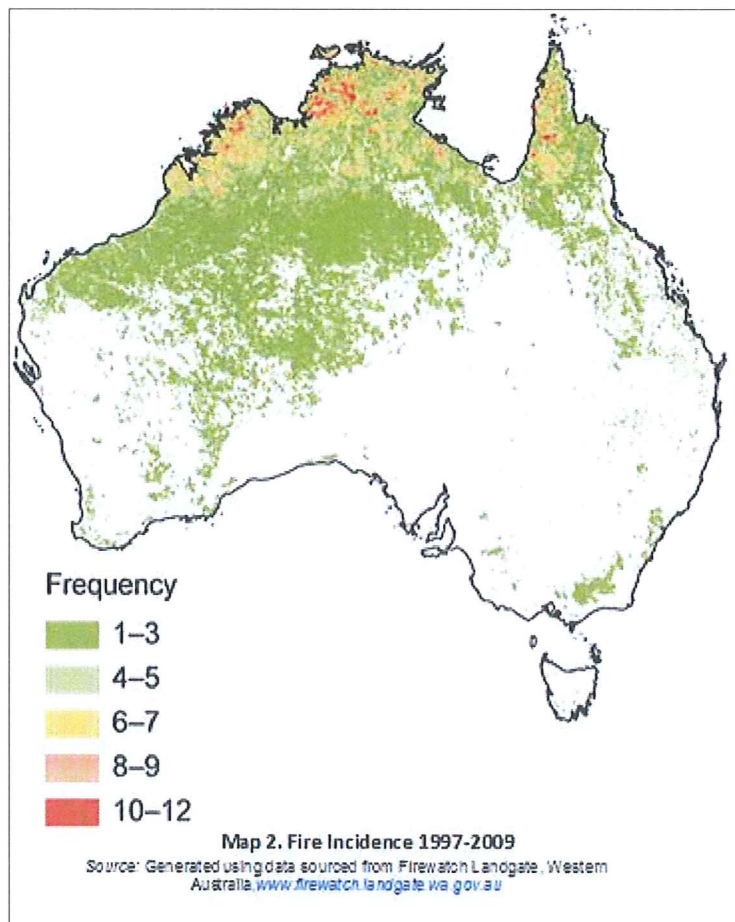 Frequency
1–3
4–5
6–7
8–9
10–12
Map 2. Fire Incidence 1997-2009
Source: Generated using data sourced from Firewatch Landgate, Western
Australia,www.firewatch.landgate.wa.gov.au